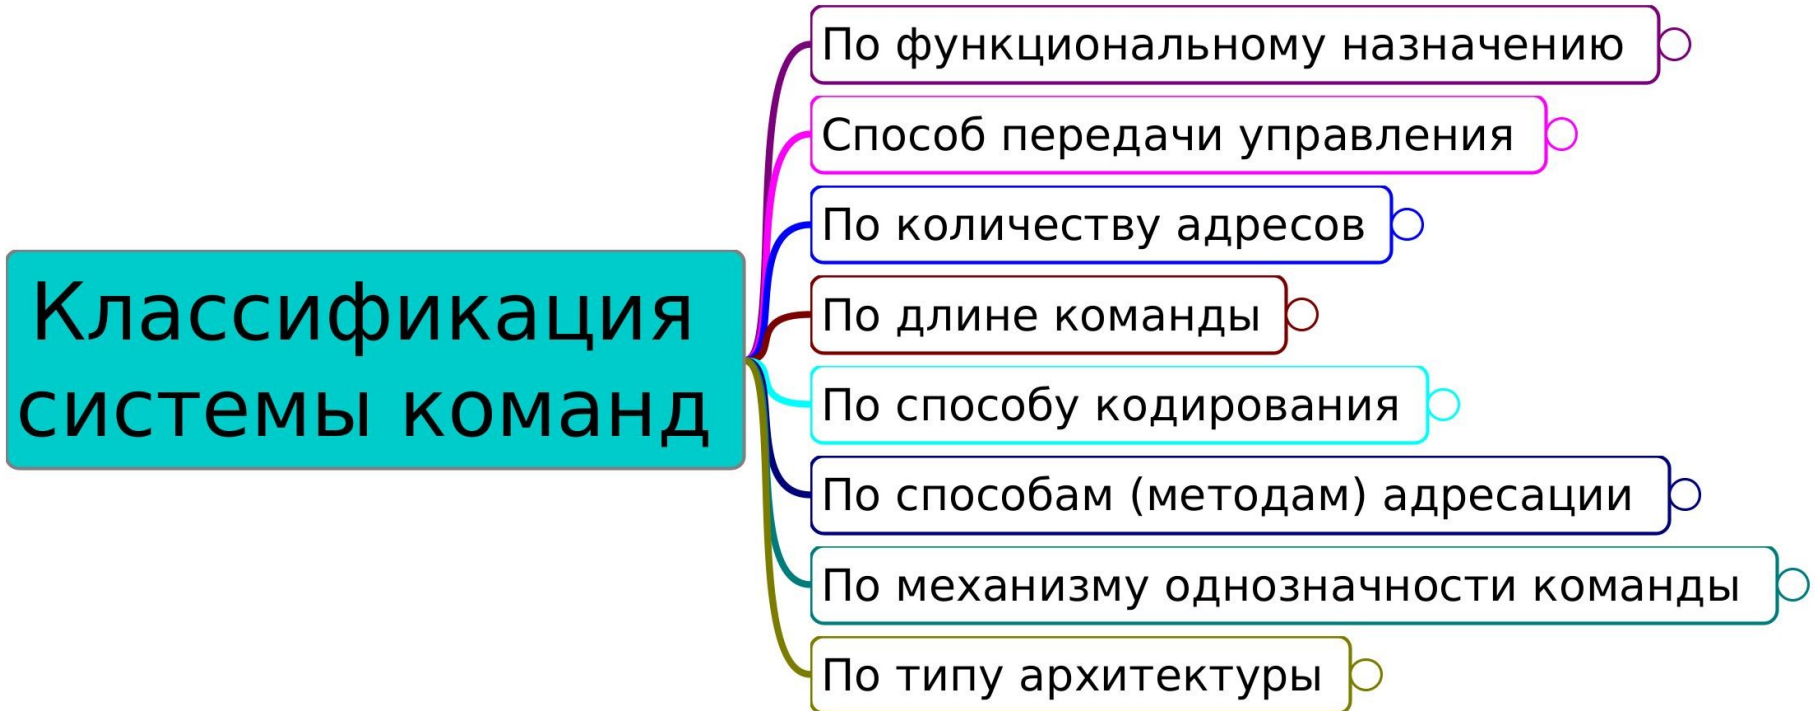 Классификация
системы команд
По функциональному назначению
Способ передачи управления
По количеству адресов
По длине команды
По способу кодирования
По способам (методам) адресации
По механизму однозначности команды
По типу архитектуры